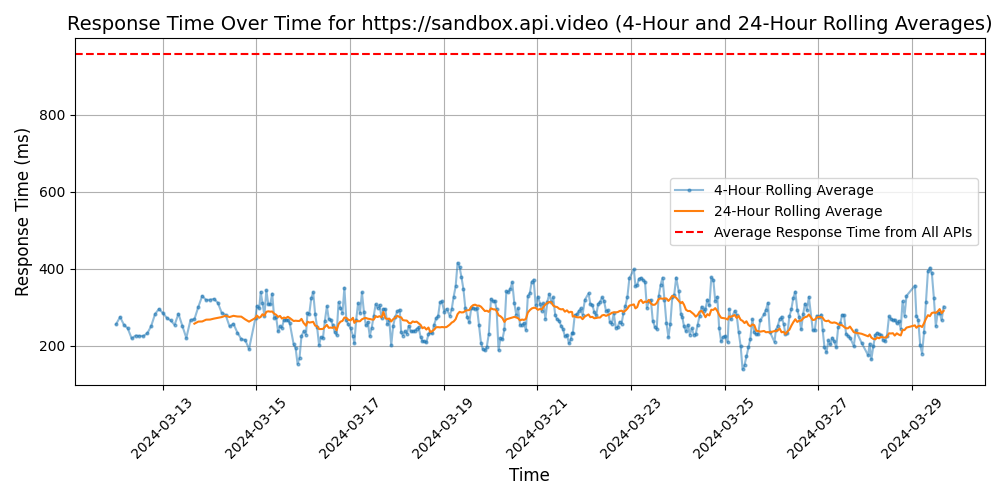 Response Time Over Time for https://sandbox.api.video (4-Hour and 24-Hour Rolling Averages)
Response Time (ms)
800
600
400
200
4-Hour Rolling Average
24-Hour Rolling Average
Average Response Time from All APIs
2024-03-13
2024-03-15
2024-03-17
2024-03-19
2024-03-21
2024-03-23
2024-03-25
2024-03-27
2024-03-29
Time